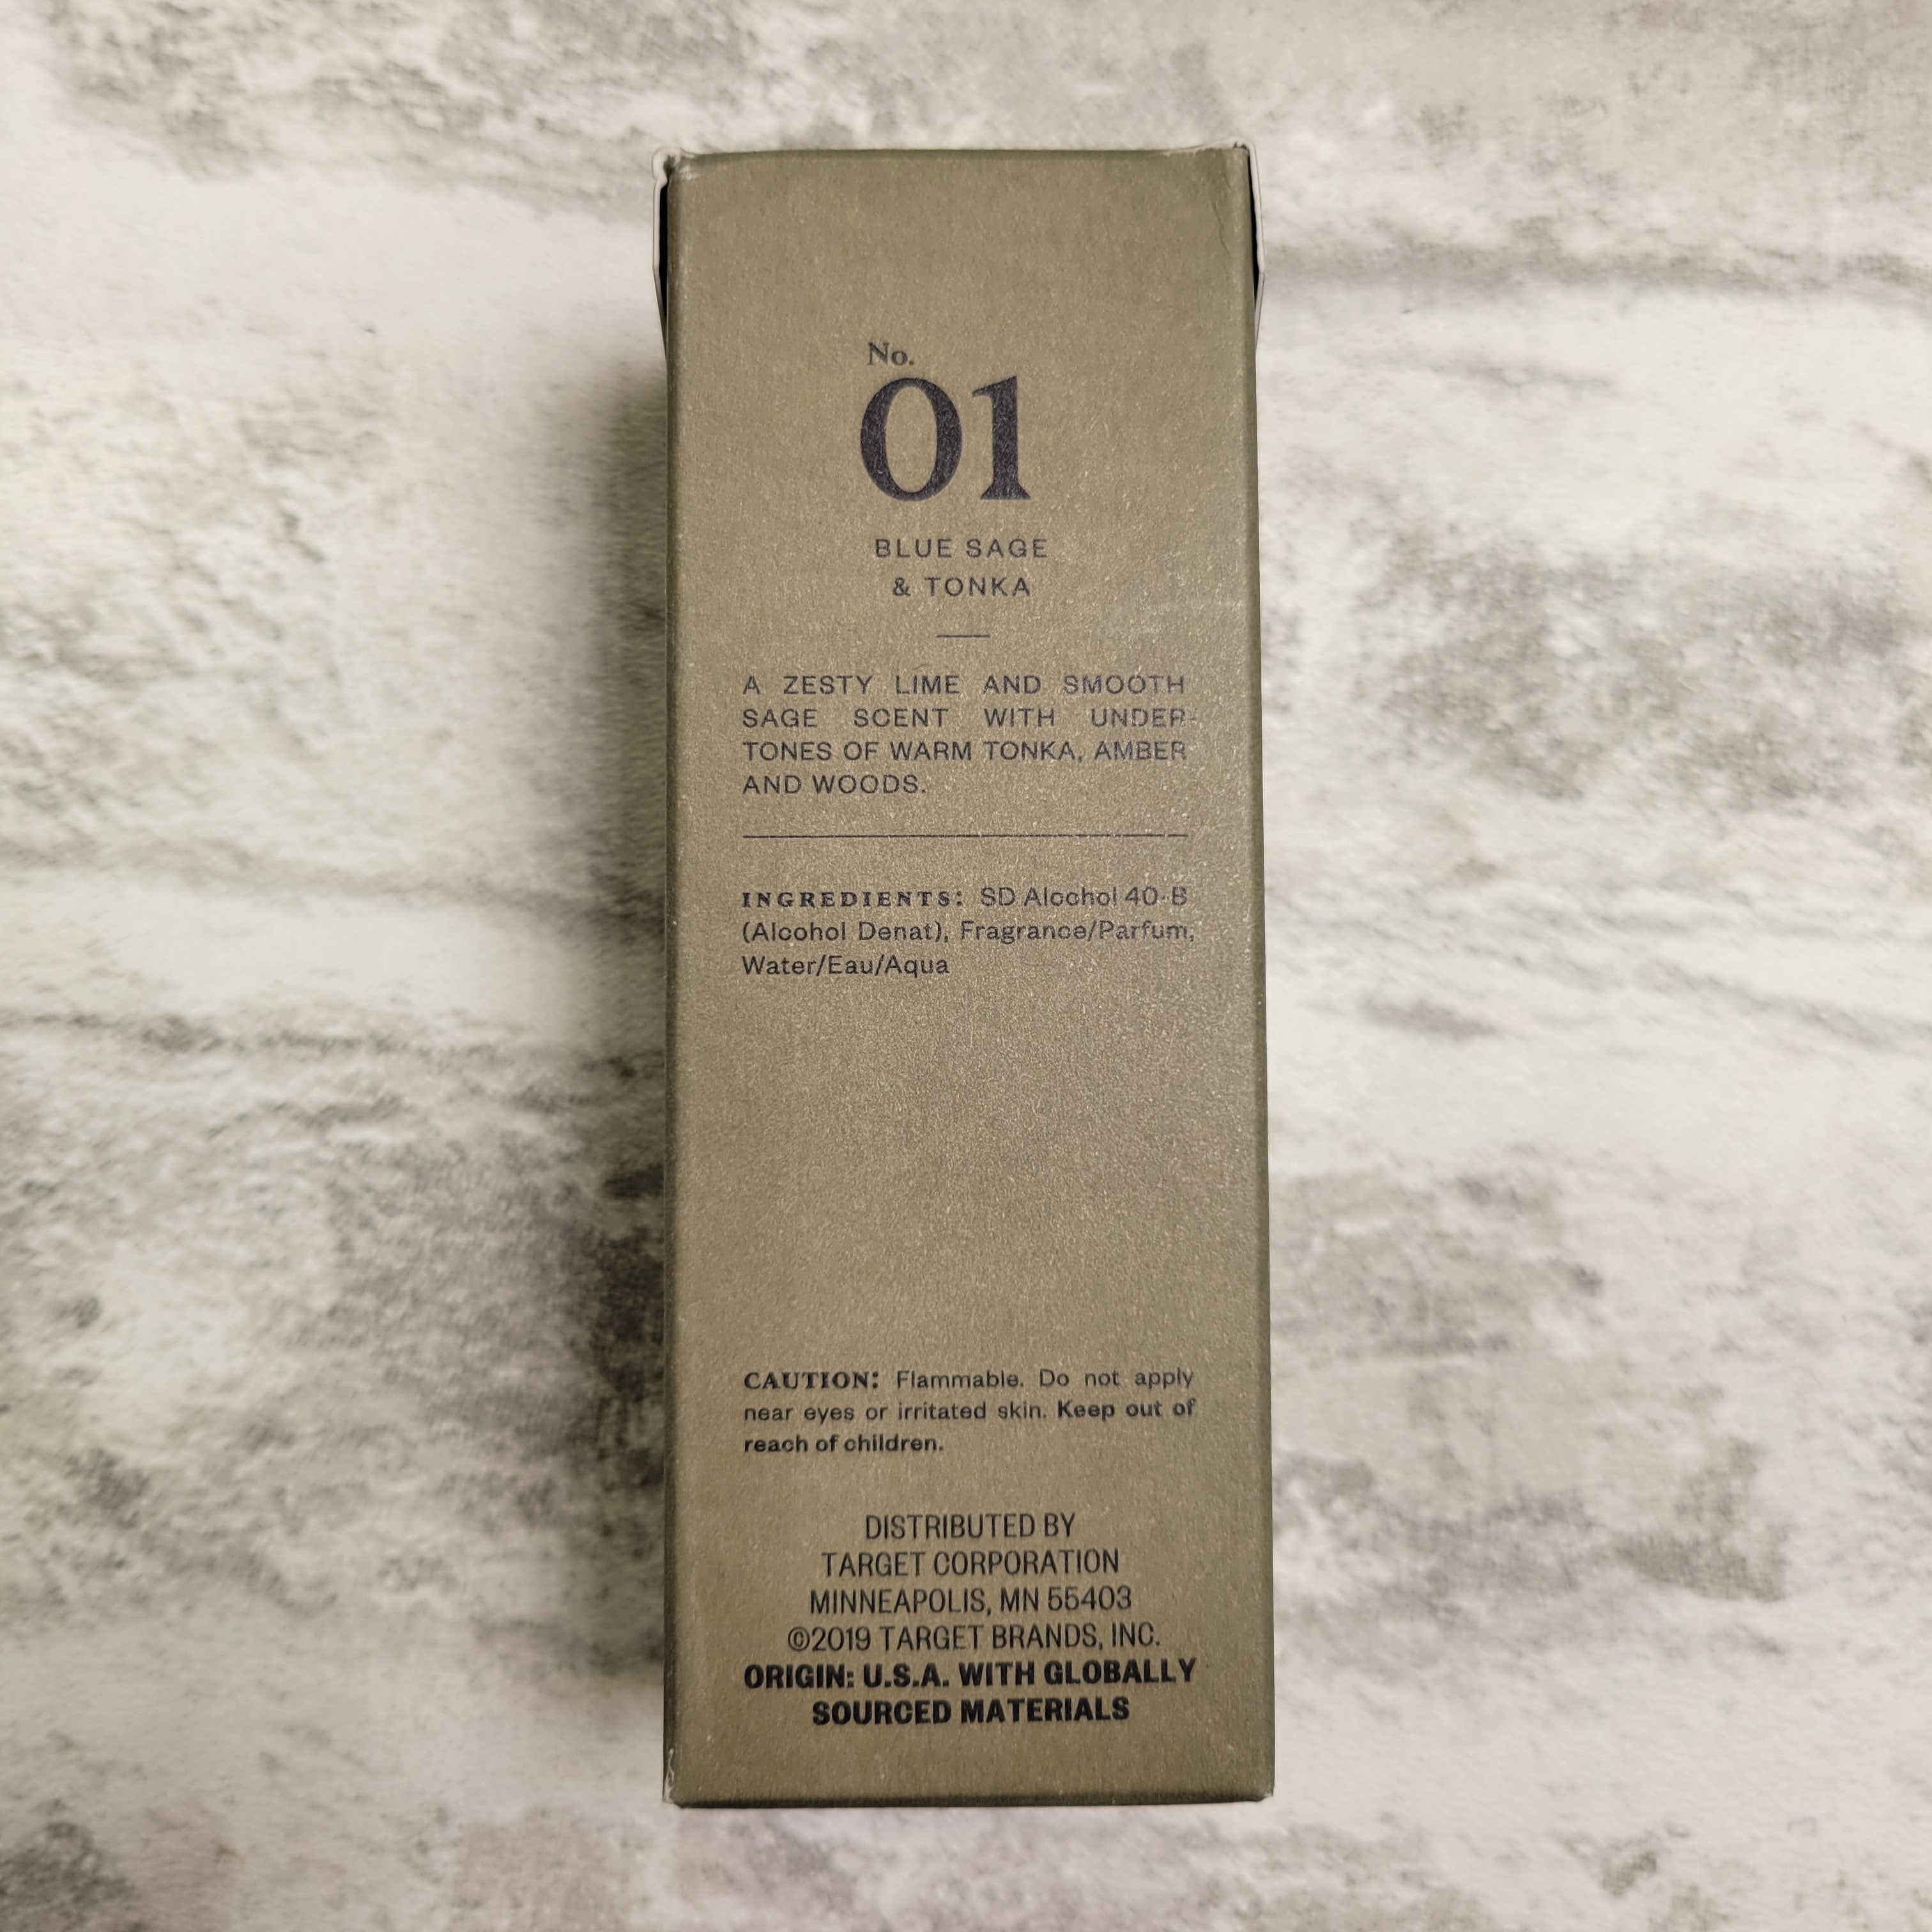 No.
01
BLUE SAGE
& TONKA
A ZESTY LIME AND SMOOTH
SAGE SCENT WITH UNDER-
TONES OF WARM TONKA, AMBER
AND WOODS.
INGREDIENTS: SD Alcohol 40-B
(Alcohol Denat), Fragrance/Parfum,
Water/Eau/Aqua
CAUTION: Flammable. Do not apply
near eyes or irritated skin. Keep out of
reach of children.
DISTRIBUTED BY
TARGET CORPORATION
MINNEAPOLIS, MN 55403
©2019 TARGET BRANDS, INC.
ORIGIN: U.S.A. WITH GLOBALLY
SOURCED MATERIALS